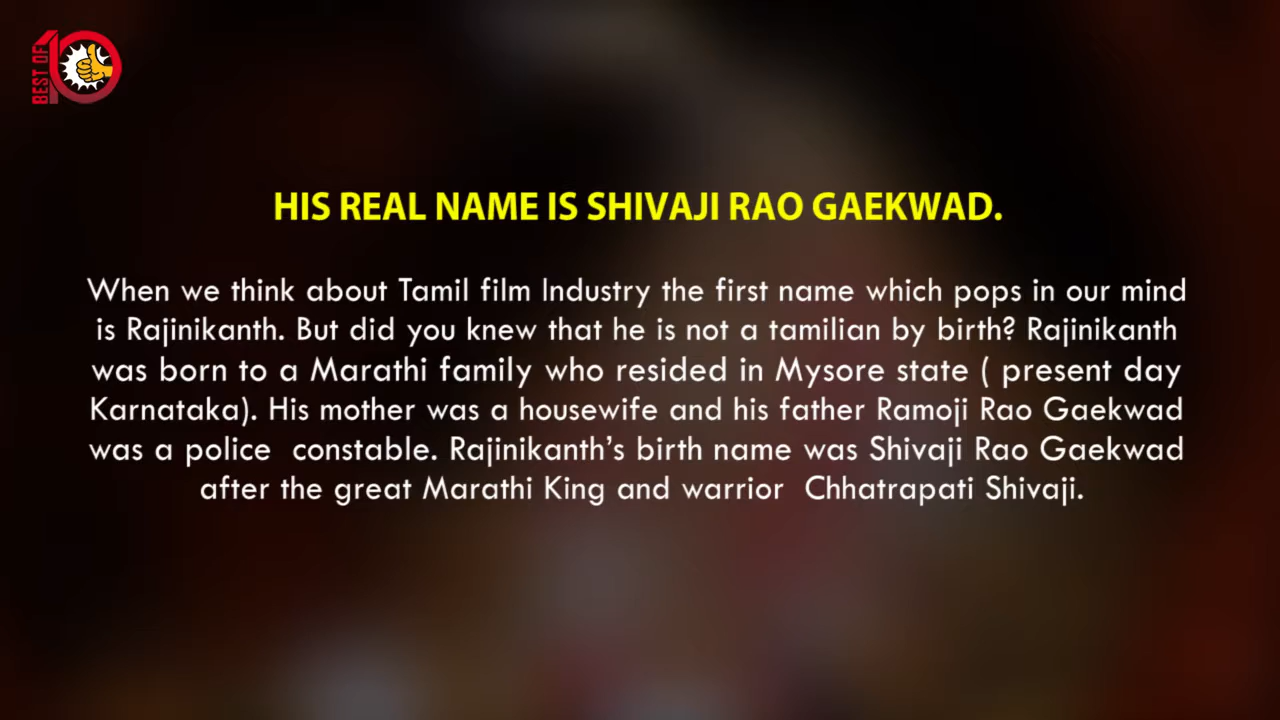 BEST OF 10
HIS REAL NAME IS SHIVAJI RAO GAEKWAD.
When we think about Tamil film Industry the first name which pops in our mind
is Rajinikanth. But did you knew that he is not a tamilian by birth? Rajinikanth
was born to a Marathi family who resided in Mysore state ( present day
Karnataka). His mother was a housewife and his father Ramoji Rao Gaekwad
was a police  constable. Rajinikanth’s birth name was Shivaji Rao Gaekwad
after the great Marathi King and warrior  Chhatrapati Shivaji.